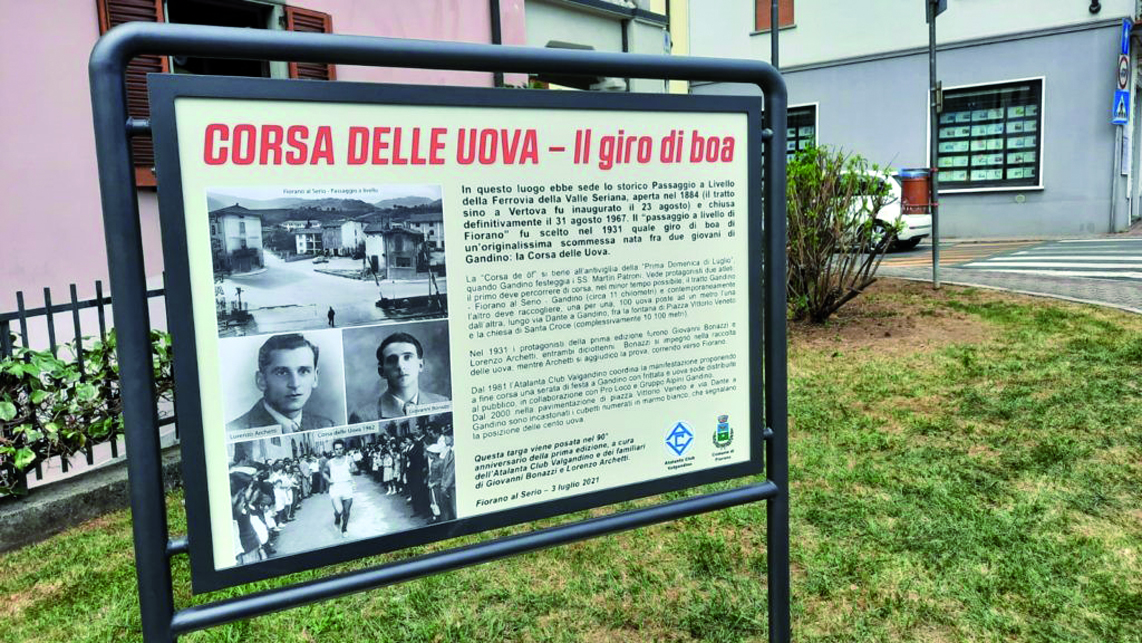 CORSA DELLE UOVA – Il giro di boa
Fiorano al Serio - Passaggio a livello
Lorenzo Archetti
Giovanni Bonazzi
Corsa delle Uova 1962
In questo luogo ebbe sede lo storico Passaggio a Livello
della Ferrovia della Valle Seriana, aperta nel 1884 (il tratto
sino a Vertova fu inaugurato il 23 agosto) e chiusa
definitivamente il 31 agosto 1967. Il “passaggio a livello di
Fiorano” fu scelto nel 1931 quale giro di boa di
un’originalissima scommessa nata fra due giovani di
Gandino: la Corsa delle Uova.
La “Corsa de öf” si tiene all’antivigilia della “Prima Domenica di Luglio”,
quando Gandino festeggia i SS. Martiri Patroni. Vede protagonisti due atleti:
il primo deve percorrere di corsa, nel minor tempo possibile, il tratto Gandino
- Fiorano al Serio - Gandino (circa 11 chilometri) e contemporaneamente
l’altro deve raccogliere, una per una, 100 uova poste ad un metro l’una
dall’altra, lungo via Dante a Gandino, fra la fontana di Piazza Vittorio Veneto
e la chiesa di Santa Croce (complessivamente 10.100 metri).
Nel 1931 i protagonisti della prima edizione furono Giovanni Bonazzi e
Lorenzo Archetti, entrambi diciottenni. Bonazzi si impegnò nella raccolta
delle uova, mentre Archetti si aggiudicò la prova, correndo verso Fiorano.
Dal 1981 l’Atalanta Club Valgandino coordina la manifestazione proponendo
a fine corsa una serata di festa a Gandino con frittata e uova sode distribuite
al pubblico, in collaborazione con Pro Loco e Gruppo Alpini Gandino.
Dal 2000 nella pavimentazione di piazza Vittorio Veneto e via Dante a
Gandino sono incastonati i cubetti numerati in marmo bianco, che segnalano
la posizione delle cento uova.
Questa targa viene posata nel 90°
anniversario della prima edizione, a cura
dell’Atalanta Club Valgandino e dei familiari
di Giovanni Bonazzi e Lorenzo Archetti.
Fiorano al Serio – 3 luglio 2021
Atalanta Club
Valgandino
Comune di
Fiorano